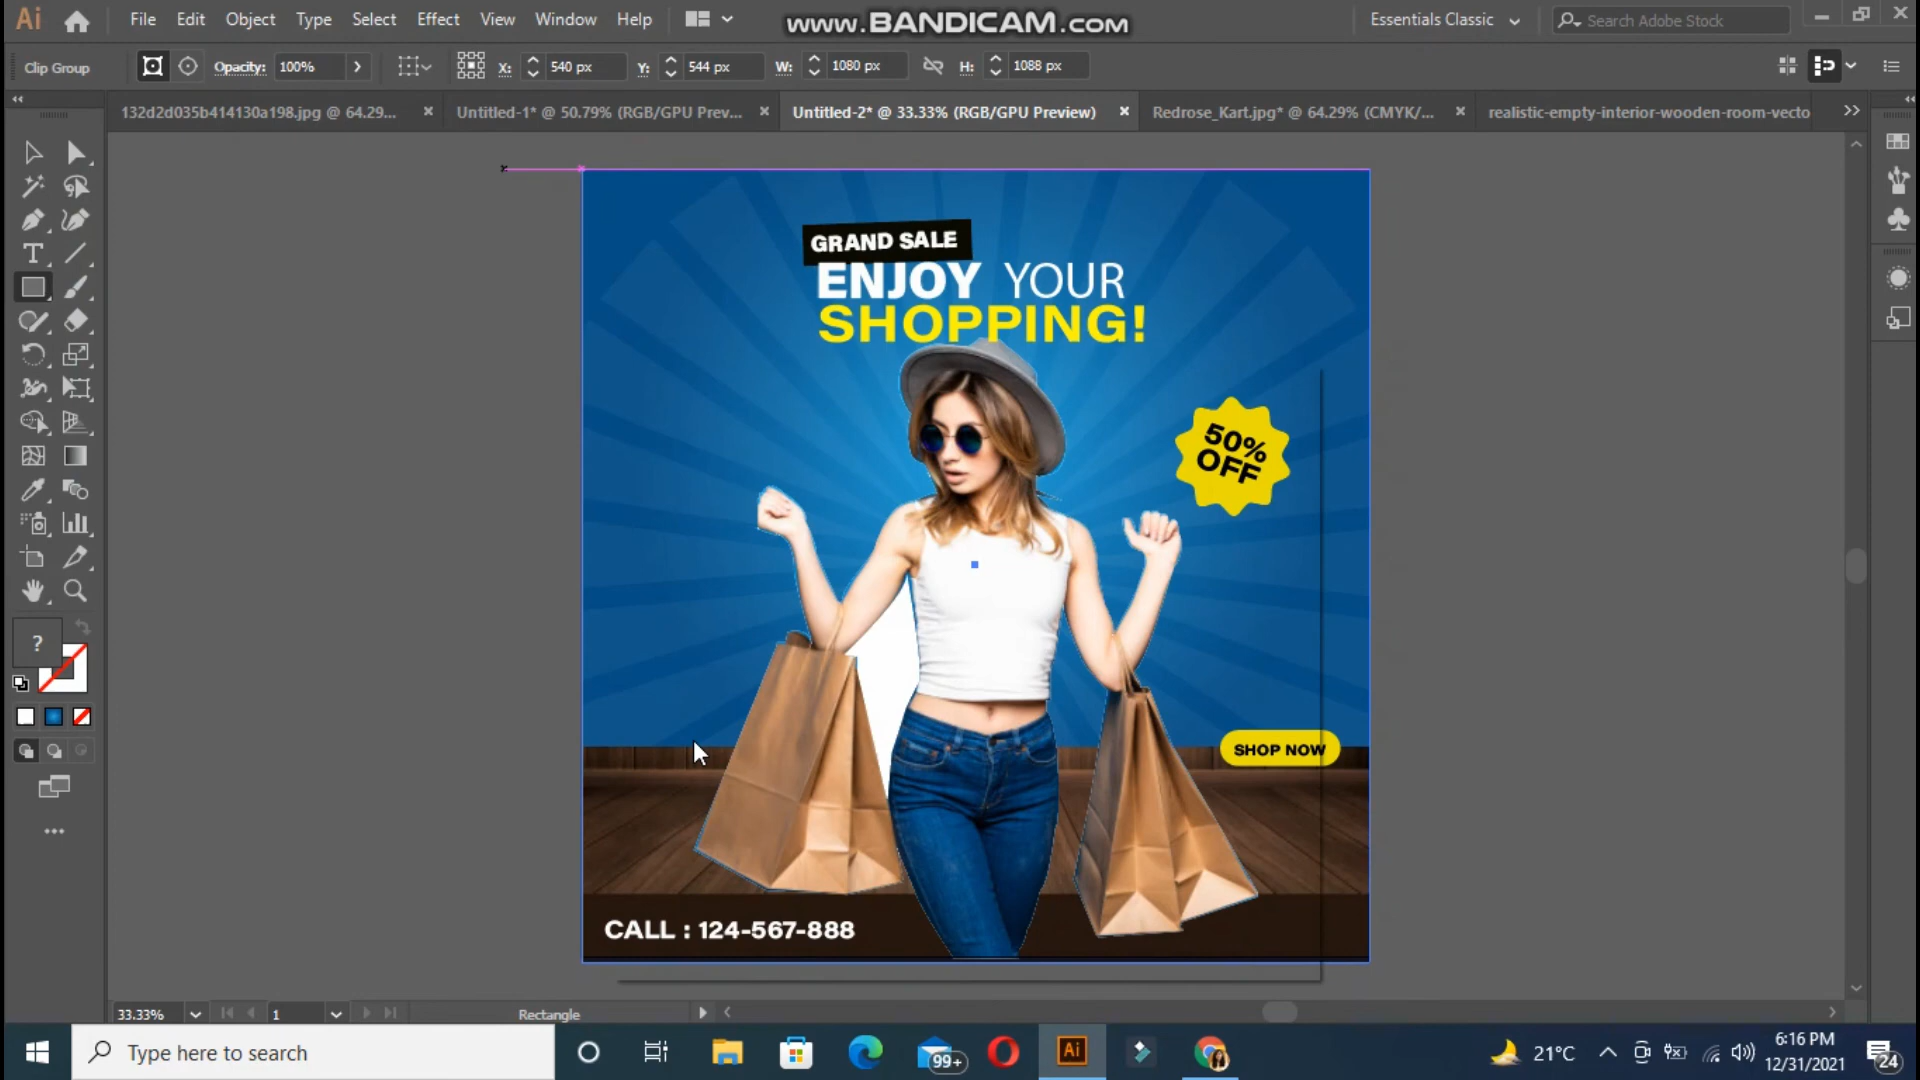 Ai File Edit Object Type Select Effect View Window Help
www.BANDICAM.com
Essentials Classic
Search Adobe Stock
Clip Group
Opacity: 100%
X: 540 px
Y: 544 px
W: 1080 px
H: 1088 px
132d2d035b414130a198.jpg @ 64.29...
Untitled-1* @ 50.79% (RGB/GPU Prev...
Untitled-2* @ 33.33% (RGB/GPU Preview)
Redrose_Kart.jpg* @ 64.29% (CMYK/...
realistic-empty-interior-wooden-room-vecto
T
?
GRAND SALE
ENJOY YOUR
SHOPPING!
50%
OFF
SHOP NOW
CALL : 124-567-888
33.33%
1
Rectangle
Type here to search
99+
Ai
21°C
6:16 PM
12/31/2021
24